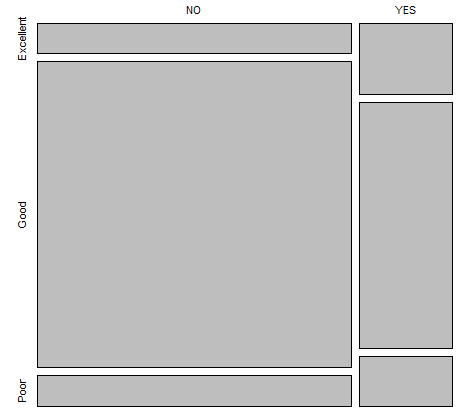 NO YES
Excellent
Good
Poor